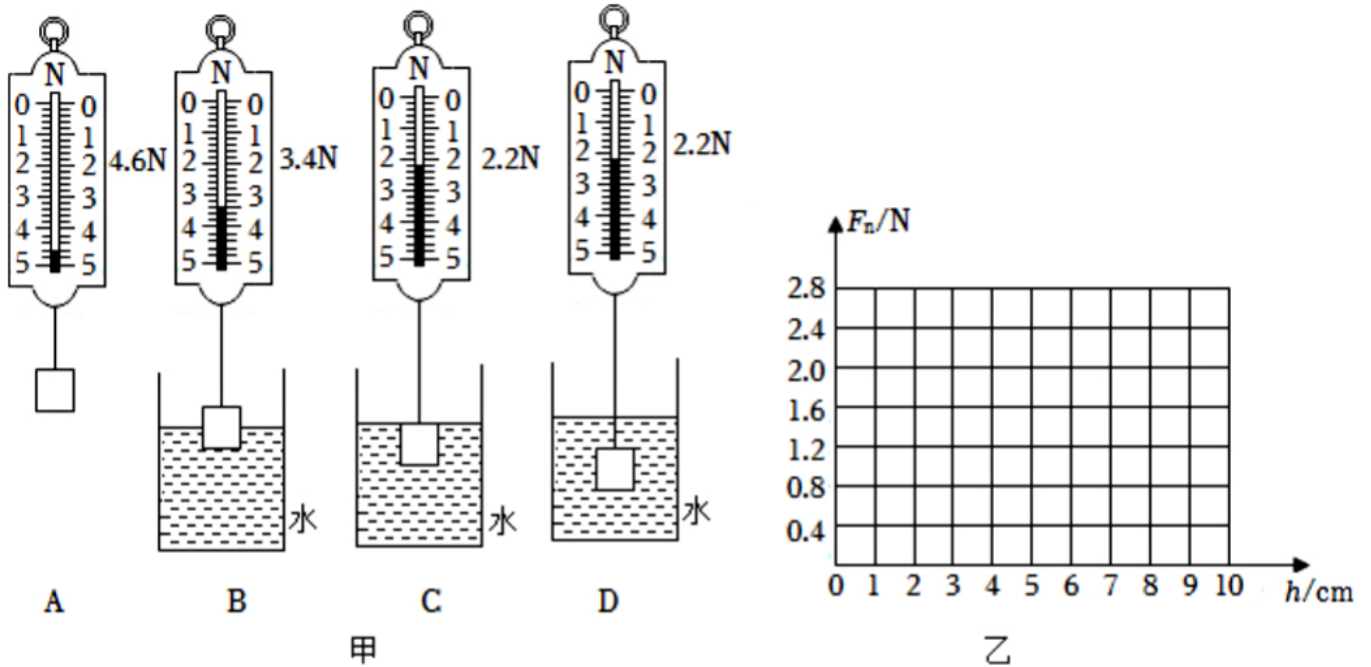 N N N N
0 0 0 0 0 0 0 0
1 1 1 1 1 1 1 1
2 2 2 2 2 2 2 2
3 3 3 3 3 3 3 3
4 4 4 4 4 4 4 4
5 5 5 5 5 5 5 5
4.6N 3.4N 2.2N 2.2N
水 水 水
A B C D
甲
Fn/N
2.8
2.4
2.0
1.6
1.2
0.8
0.4
0 1 2 3 4 5 6 7 8 9 10 h/cm
乙